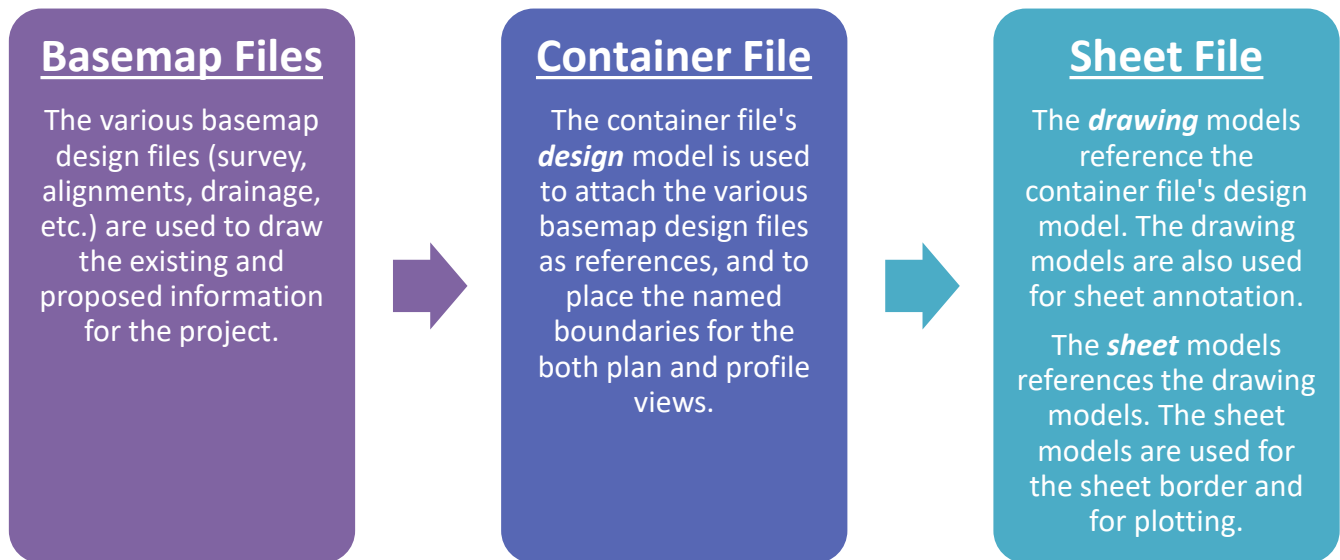 Basemap Files
The various basemap
design files (survey,
alignments, drainage,
etc.) are used to draw
the existing and
proposed information
for the project.
Container File
The container file's
design model is used
to attach the various
basemap design files
as references, and to
place the named
boundaries for the
both plan and profile
views.
Sheet File
The drawing models
reference the
container file's design
model. The drawing
models are also used
for sheet annotation.
The sheet models
references the drawing
models. The sheet
models are used for
the sheet border and
for plotting.